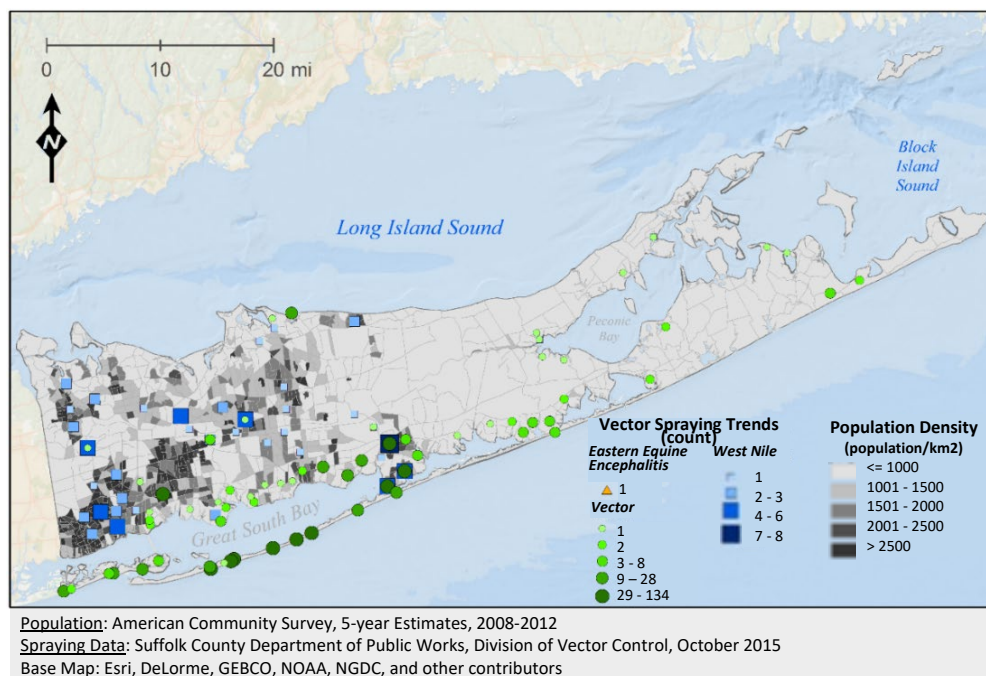 0 10 20 mi
N
Block
Island
Sound
Long Island Sound
Peconic
Bay
Great South Bay
Vector Spraying Trends
(count)
Eastern Equine
Encephalitis
1
Vector
1
2
3 - 8
9 – 28
29 - 134
West Nile
1
2 - 3
4 - 6
7 - 8
Population Density
(population/km2)
<= 1000
1001 - 1500
1501 - 2000
2001 - 2500
> 2500
Population: American Community Survey, 5-year Estimates, 2008-2012
Spraying Data: Suffolk County Department of Public Works, Division of Vector Control, October 2015
Base Map: Esri, DeLorme, GEBCO, NOAA, NGDC, and other contributors